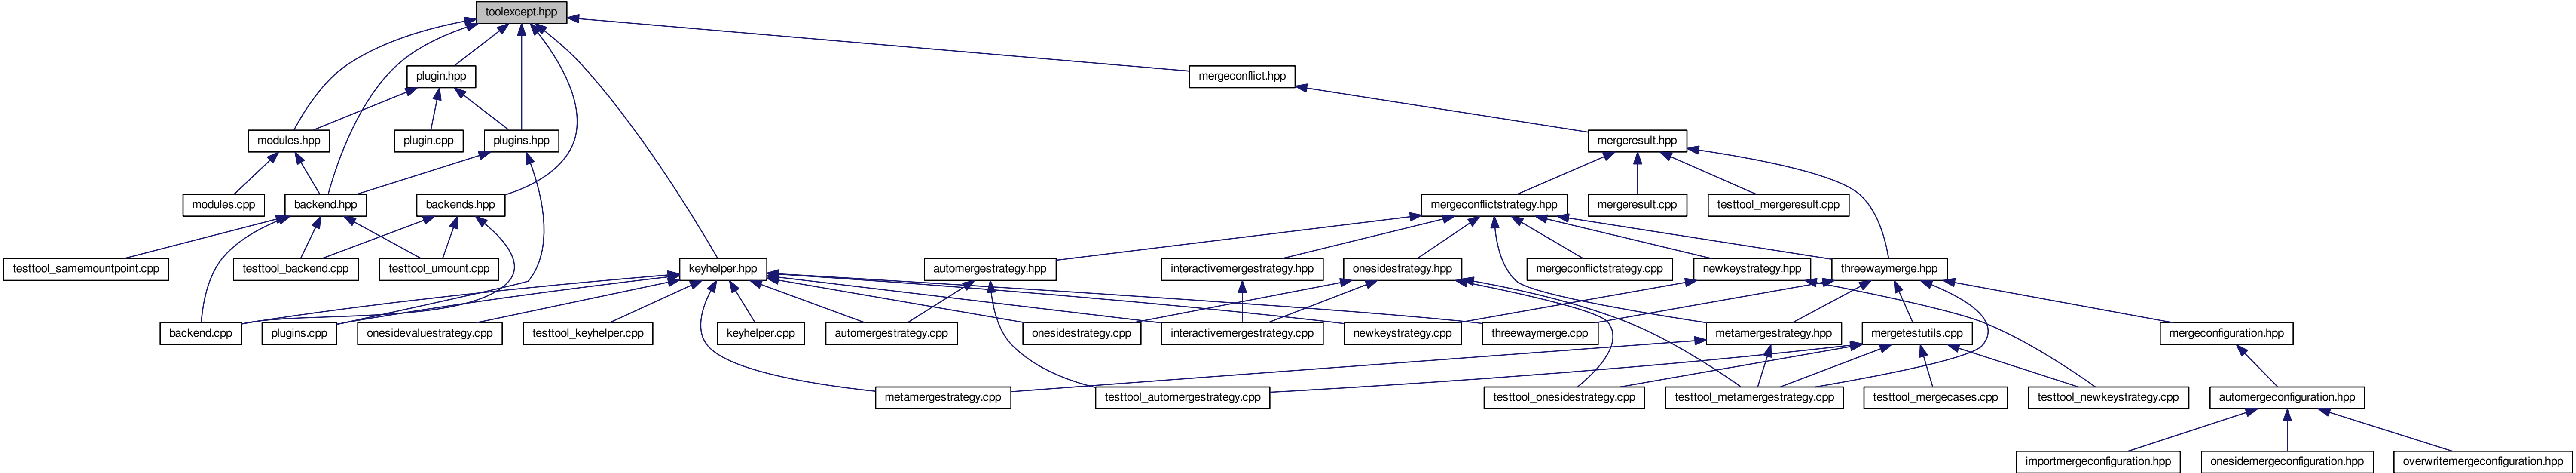 toolexcept.hpp
plugin.hpp
mergeconflict.hpp
modules.hpp
plugin.cpp
plugins.hpp
mergeresult.hpp
modules.cpp
backend.hpp
backends.hpp
mergeconflictstrategy.hpp
mergeresult.cpp
testtool_mergeresult.cpp
testtool_samemountpoint.cpp
testtool_backend.cpp
testtool_umount.cpp
keyhelper.hpp
automergestrategy.hpp
interactivemergestrategy.hpp
onesidestrategy.hpp
mergeconflictstrategy.cpp
newkeystrategy.hpp
threewaymerge.hpp
backend.cpp
plugins.cpp
onesidevaluestrategy.cpp
testtool_keyhelper.cpp
keyhelper.cpp
automergestrategy.cpp
onesidestrategy.cpp
interactivemergestrategy.cpp
newkeystrategy.cpp
threewaymerge.cpp
metamergestrategy.hpp
mergetestutils.cpp
mergeconfiguration.hpp
metamergestrategy.cpp
testtool_automergestrategy.cpp
testtool_onesidestrategy.cpp
testtool_metamergestrategy.cpp
testtool_mergecases.cpp
testtool_newkeystrategy.cpp
automergeconfiguration.hpp
importmergeconfiguration.hpp
onesidemergeconfiguration.hpp
overwritemergeconfiguration.hpp